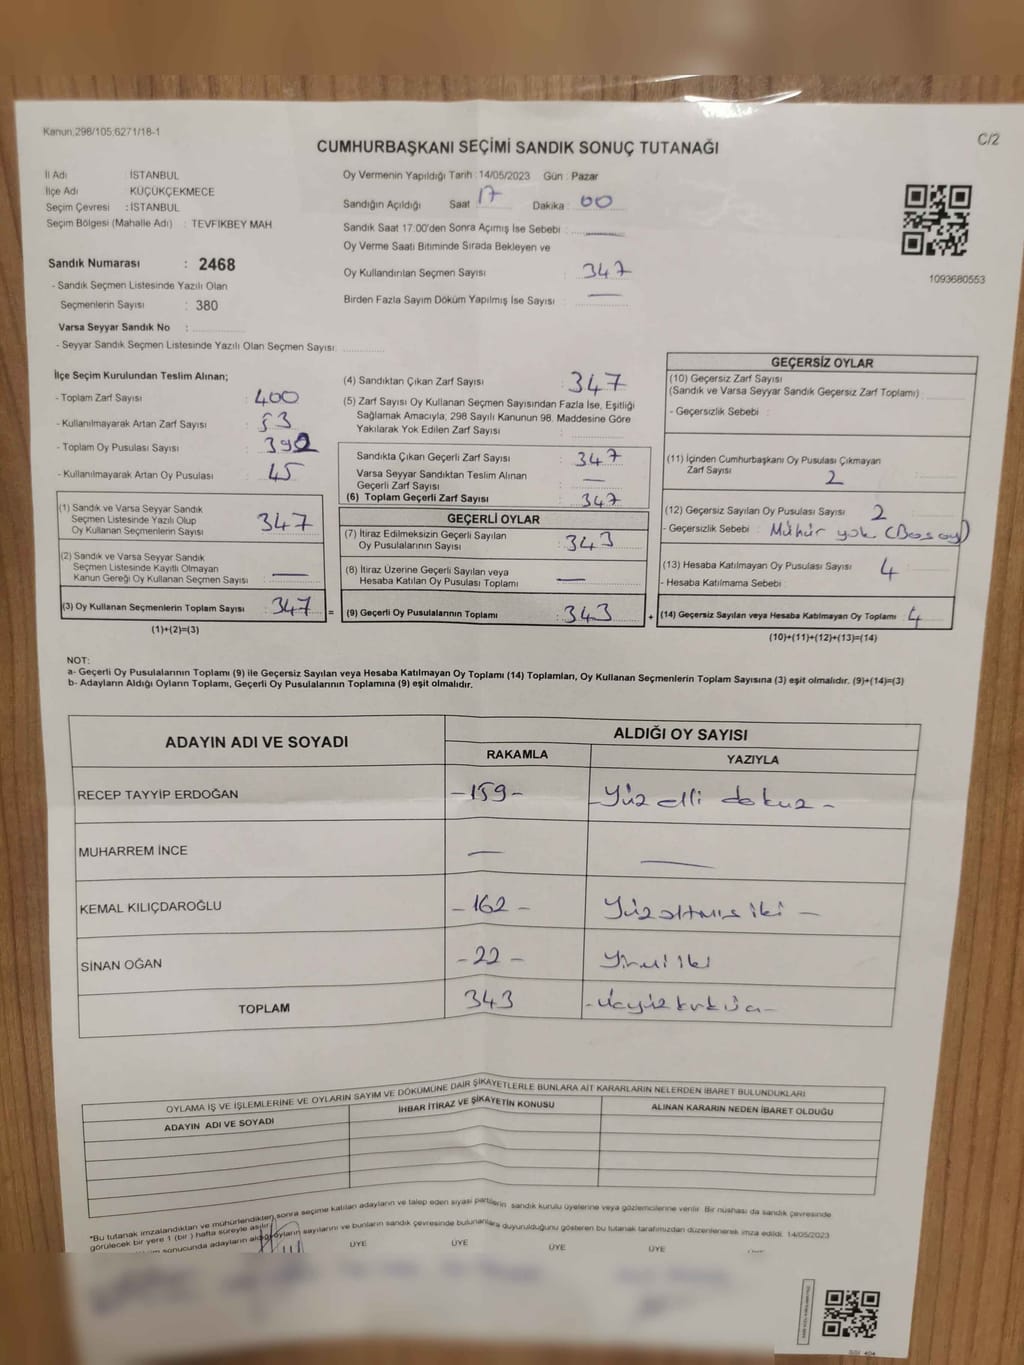 Kanun.298/105,6271/18-1
C/2
CUMHURBAŞKANI SEÇİMİ SANDIK SONUÇ TUTANAĞI
İl Adı : İSTANBUL
İlçe Adı : KÜÇÜKÇEKMECE
Seçim Çevresi : İSTANBUL
Seçim Bölgesi (Mahalle Adı) : TEVFİKBEY MAH
Sandık Numarası : 2468
- Sandık Seçmen Listesinde Yazılı Olan
Seçmenlerin Sayısı : 380
Varsa Seyyar Sandık No :
- Seyyar Sandık Seçmen Listesinde Yazılı Olan Seçmen Sayısı:
Oy Vermenin Yapıldığı Tarih : 14/05/2023 Gün : Pazar
Sandığın Açıldığı Saat 17 Dakika : 00
Sandık Saat 17.00'den Sonra Açımış İse Sebebi : —
Oy Verme Saati Bitiminde Sırada Bekleyen ve
Oy Kullandırılan Seçmen Sayısı : 347
Birden Fazla Sayım Döküm Yapılmış İse Sayısı : —
1093680553
İlçe Seçim Kurulundan Teslim Alınan;
- Toplam Zarf Sayısı : 400
- Kullanılmayarak Artan Zarf Sayısı : 53
- Toplam Oy Pusulası Sayısı : 392
- Kullanılmayarak Artan Oy Pusulası : 45
(1) Sandık ve Varsa Seyyar Sandık
Seçmen Listesinde Yazılı Olup
Oy Kullanan Seçmenlerin Sayısı : 347
(2) Sandık ve Varsa Seyyar Sandık
Seçmen Listesinde Kayıtlı Olmayan
Kanun Gereği Oy Kullanan Seçmen Sayısı : —
(3) Oy Kullanan Seçmenlerin Toplam Sayısı : 347 =
(1)+(2)=(3)
(4) Sandıktan Çıkan Zarf Sayısı : 347
(5) Zarf Sayısı Oy Kullanan Seçmen Sayısından Fazla İse, Eşitliği
Sağlamak Amacıyla; 298 Sayılı Kanunun 98. Maddesine Göre
Yakılarak Yok Edilen Zarf Sayısı :
Sandıkta Çıkan Geçerli Zarf Sayısı : 347
Varsa Seyyar Sandıktan Teslim Alınan
Geçerli Zarf Sayısı : —
(6) Toplam Geçerli Zarf Sayısı : 347
GEÇERLİ OYLAR
(7) İtiraz Edilmeksizin Geçerli Sayılan
Oy Pusulalarının Sayısı : 343
(8) İtiraz Üzerine Geçerli Sayılan veya
Hesaba Katılan Oy Pusulası Toplamı : —
(9) Geçerli Oy Pusulalarının Toplamı : 343 +
GEÇERSİZ OYLAR
(10) Geçersiz Zarf Sayısı
(Sandık ve Varsa Seyyar Sandık Geçersiz Zarf Toplamı)
- Geçersizlik Sebebi :
(11) İçinden Cumhurbaşkanı Oy Pusulası Çıkmayan
Zarf Sayısı 2
(12) Geçersiz Sayılan Oy Pusulası Sayısı 2
- Geçersizlik Sebebi : Mühür yok (Boş oy)
(13) Hesaba Katılmayan Oy Pusulası Sayısı 4
- Hesaba Katılmama Sebebi :
(14) Geçersiz Sayılan veya Hesaba Katılmayan Oy Toplamı : 4
(10)+(11)+(12)+(13)=(14)
NOT:
a- Geçerli Oy Pusulalarının Toplamı (9) ile Geçersiz Sayılan veya Hesaba Katılmayan Oy Toplamı (14) Toplamları, Oy Kullanan Seçmenlerin Toplam Sayısına (3) eşit olmalıdır. (9)+(14)=(3)
b- Adayların Aldığı Oyların Toplamı, Geçerli Oy Pusulalarının Toplamına (9) eşit olmalıdır.
ADAYIN ADI VE SOYADI
ALDIĞI OY SAYISI
RAKAMLA YAZIYLA
RECEP TAYYİP ERDOĞAN -159- -Yüz elli dokuz-
MUHARREM İNCE — —
KEMAL KILIÇDAROĞLU -162- Yüzaltmış iki -
SİNAN OĞAN -22- Yirmi iki
TOPLAM 343 -üçyüzkırküç-
OYLAMA İŞ VE İŞLEMLERİNE VE OYLARIN SAYIM VE DÖKÜMÜNE DAİR ŞİKAYETLERLE BUNLARA AİT KARARLARIN NELERDEN İBARET BULUNDUKLARI
ADAYIN ADI VE SOYADI İHBAR İTİRAZ VE ŞİKAYETİN KONUSU ALINAN KARARIN NEDEN İBARET OLDUĞU
*Bu tutanak imzalandıktan ve mühürlendikten sonra seçime katılan adayların ve talep eden siyasi partilerin sandık kurulu üyelerine veya gözlemcilerine verilir. Bir nüshası da sandık çevresinde
görülecek bir yere 1 (bir) hafta süreyle asılır.
sonucunda adayların aldığı oyların sayılarını ve bunların sandık çevresinde bulunanlara duyurulduğunu gösteren bu tutanak tarafımızdan düzenlenerek imza edildi. 14/05/2023
ÜYE ÜYE ÜYE ÜYE